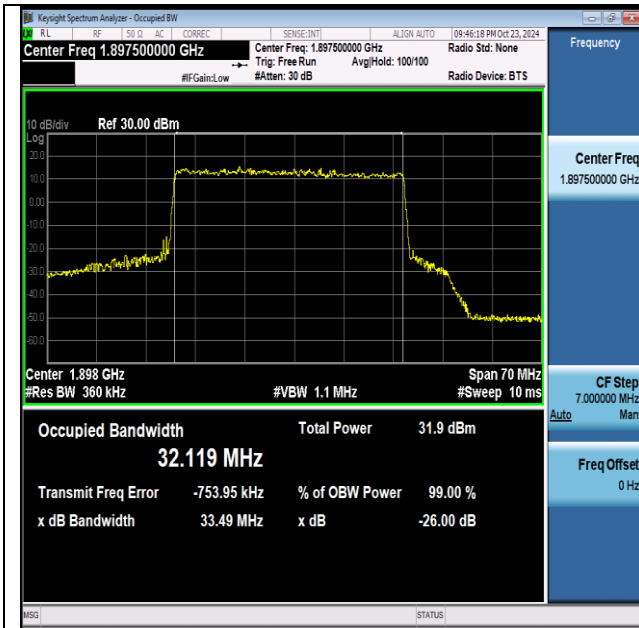 Keysight Spectrum Analyzer - Occupied BW
RL RF 50 Ω AC CORREC SENSE:INT ALIGN AUTO 09:46:18 PM Oct 23, 2024
Center Freq 1.897500000 GHz
Center Freq: 1.897500000 GHz Radio Std: None
Trig: Free Run Avg|Hold: 100/100
#IFGain:Low #Atten: 30 dB Radio Device: BTS
Frequency
10 dB/div Ref 30.00 dBm
Log
20.0
10.0
0.00
-10.0
-20.0
-30.0
-40.0
-50.0
-60.0
Center 1.898 GHz Span 70 MHz
#Res BW 360 kHz #VBW 1.1 MHz #Sweep 10 ms
Occupied Bandwidth Total Power 31.9 dBm
32.119 MHz
Transmit Freq Error -753.95 kHz % of OBW Power 99.00 %
x dB Bandwidth 33.49 MHz x dB -26.00 dB
Center Freq
1.897500000 GHz
CF Step
7.000000 MHz
Auto Man
Freq Offset
0 Hz
MSG STATUS